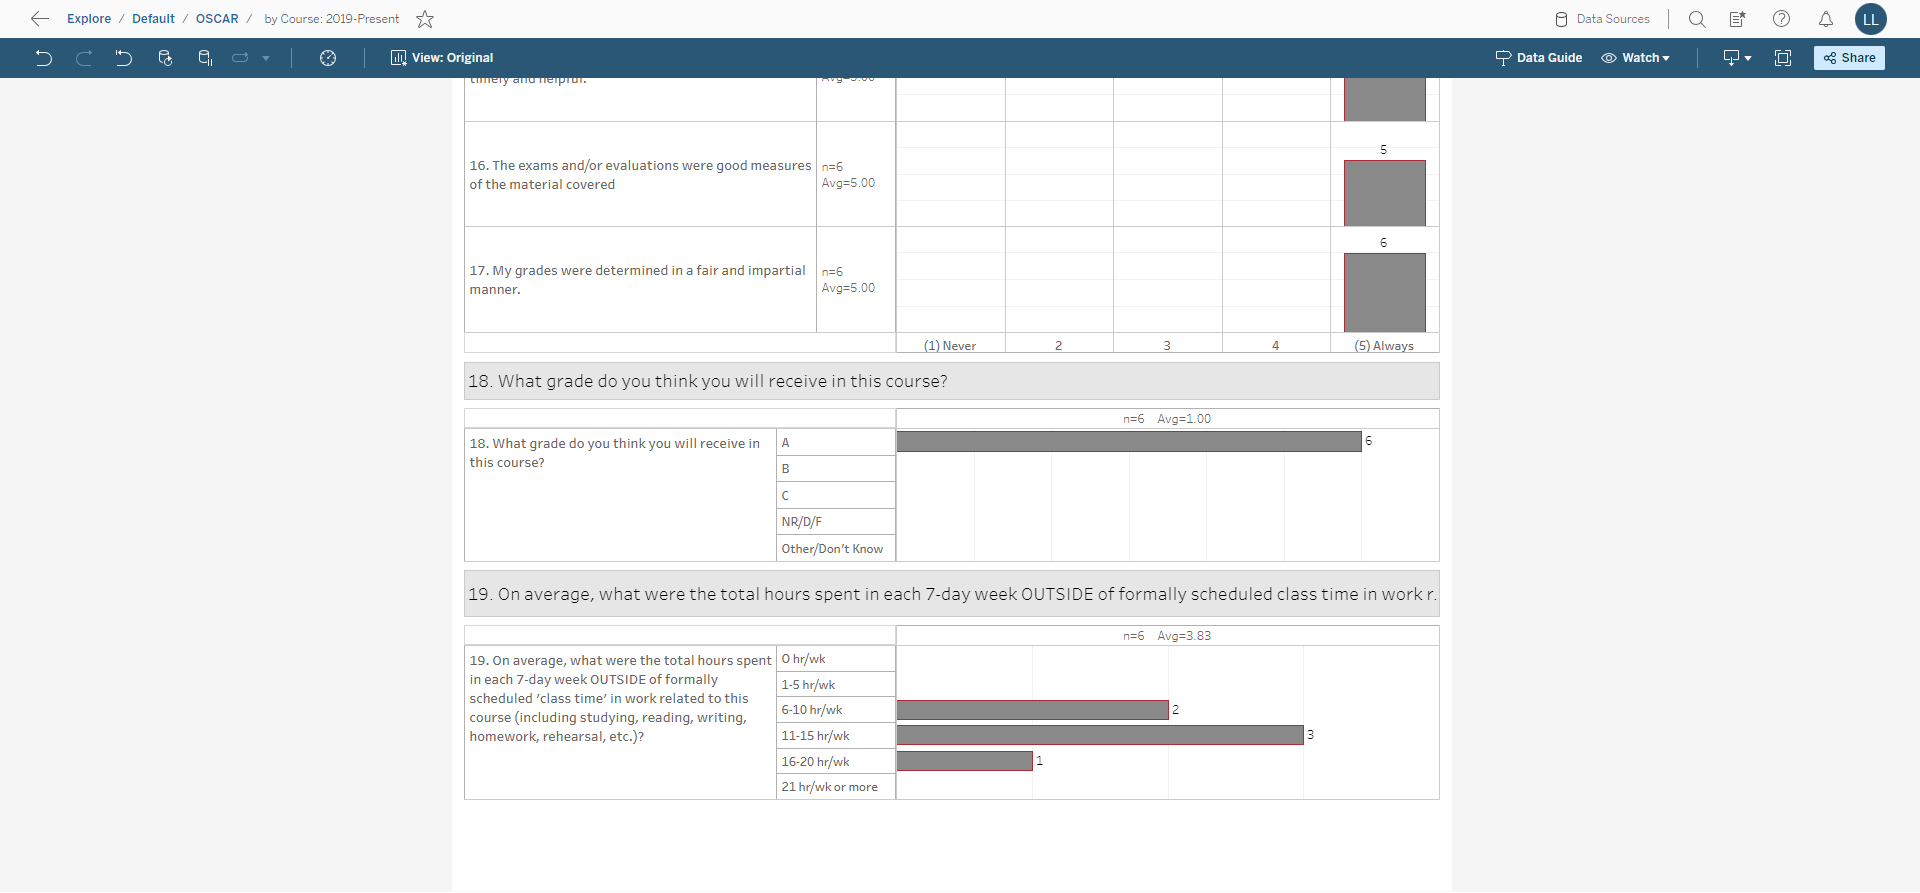 Explore / Default / OSCAR / by Course: 2019-Present
Data Sources
LL
View: Original
Data Guide
Watch
Share
timely and helpful.
Avg=5.00
16. The exams and/or evaluations were good measures
of the material covered
n=6
Avg=5.00
5
17. My grades were determined in a fair and impartial
manner.
n=6
Avg=5.00
6
(1) Never 2 3 4 (5) Always
18. What grade do you think you will receive in this course?
n=6 Avg=1.00
18. What grade do you think you will receive in
this course?
A
6
B
C
NR/D/F
Other/Don't Know
19. On average, what were the total hours spent in each 7-day week OUTSIDE of formally scheduled class time in work r.
n=6 Avg=3.83
19. On average, what were the total hours spent
in each 7-day week OUTSIDE of formally
scheduled 'class time' in work related to this
course (including studying, reading, writing,
homework, rehearsal, etc.)?
0 hr/wk
1-5 hr/wk
6-10 hr/wk
2
11-15 hr/wk
3
16-20 hr/wk
1
21 hr/wk or more